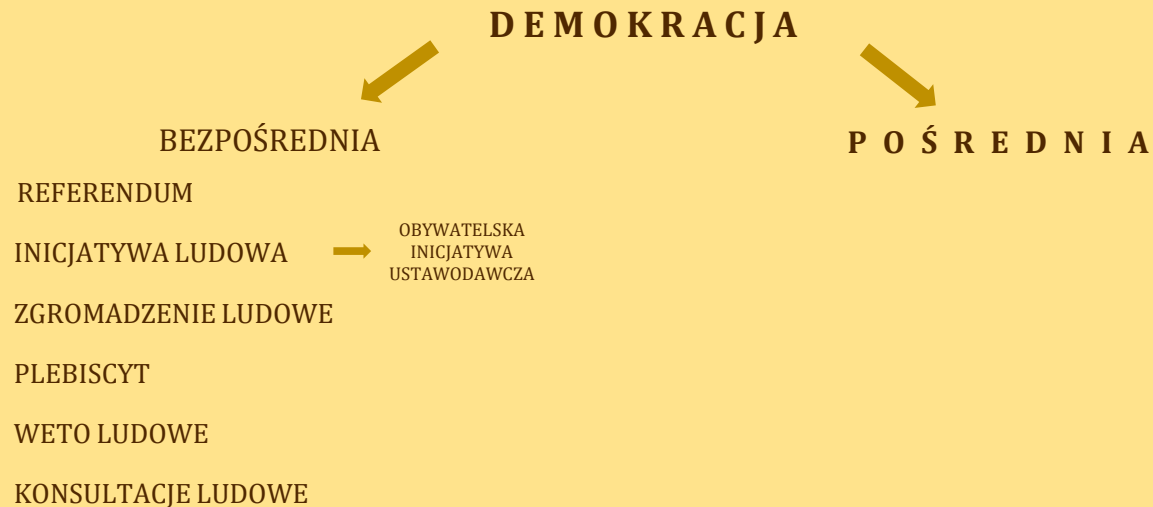 DEMOKRACJA
BEZPOŚREDNIA
POŚREDNIA
REFERENDUM
INICJATYWA LUDOWA
OBYWATELSKA
INICJATYWA
USTAWODAWCZA
ZGROMADZENIE LUDOWE
PLEBISCYT
WETO LUDOWE
KONSULTACJE LUDOWE